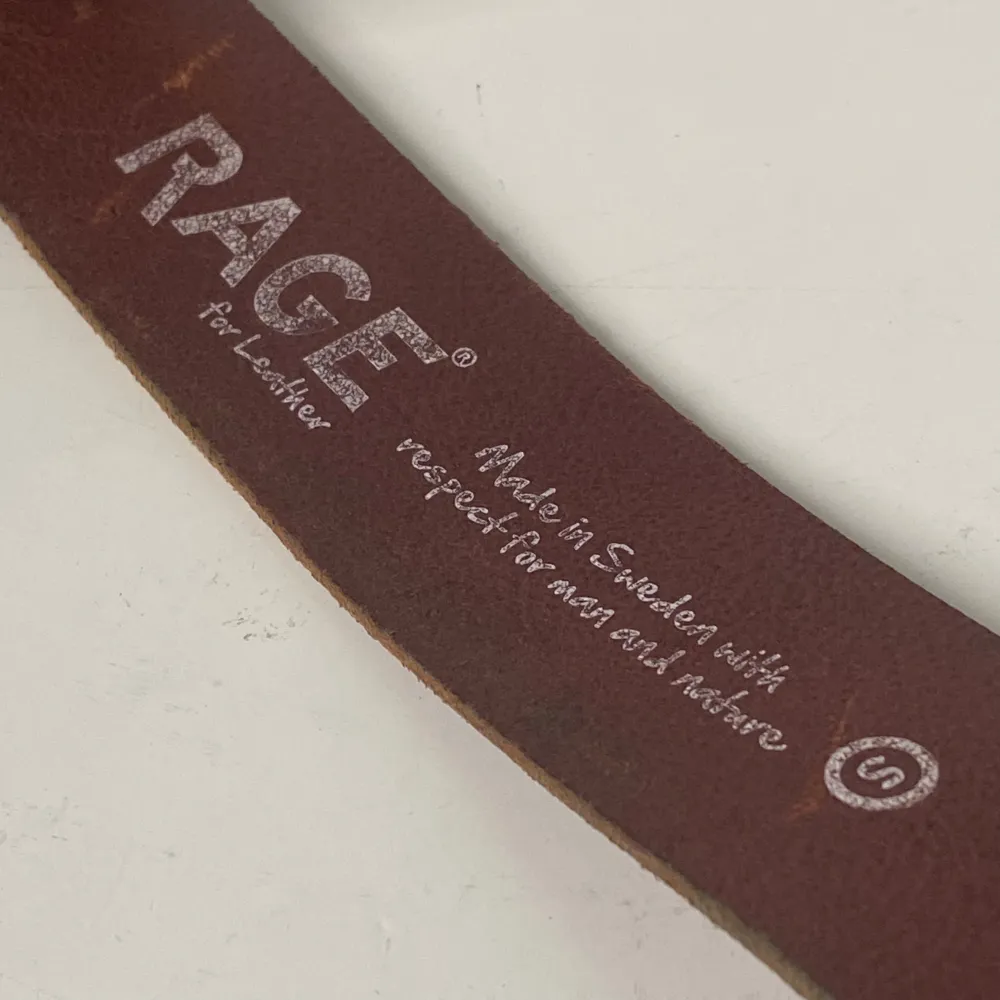 RAGE®
for Leather
Made in Sweden with
respect for man and nature
S